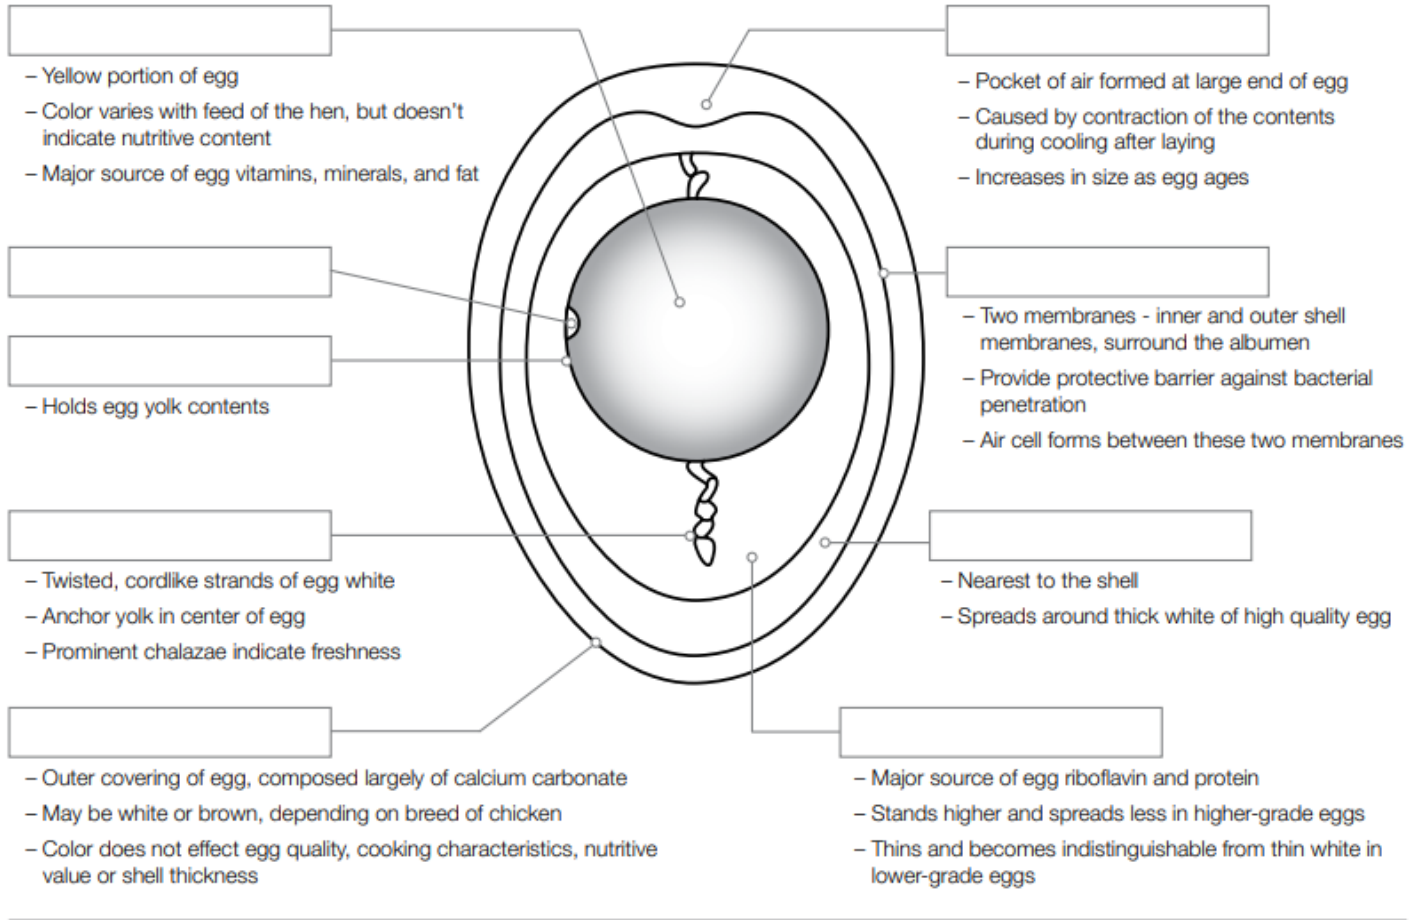 – Yellow portion of egg
– Color varies with feed of the hen, but doesn't
indicate nutritive content
– Major source of egg vitamins, minerals, and fat
– Holds egg yolk contents
– Twisted, cordlike strands of egg white
– Anchor yolk in center of egg
– Prominent chalazae indicate freshness
– Outer covering of egg, composed largely of calcium carbonate
– May be white or brown, depending on breed of chicken
– Color does not effect egg quality, cooking characteristics, nutritive
value or shell thickness
– Pocket of air formed at large end of egg
– Caused by contraction of the contents
during cooling after laying
– Increases in size as egg ages
– Two membranes - inner and outer shell
membranes, surround the albumen
– Provide protective barrier against bacterial
penetration
– Air cell forms between these two membranes
– Nearest to the shell
– Spreads around thick white of high quality egg
– Major source of egg riboflavin and protein
– Stands higher and spreads less in higher-grade eggs
– Thins and becomes indistinguishable from thin white in
lower-grade eggs